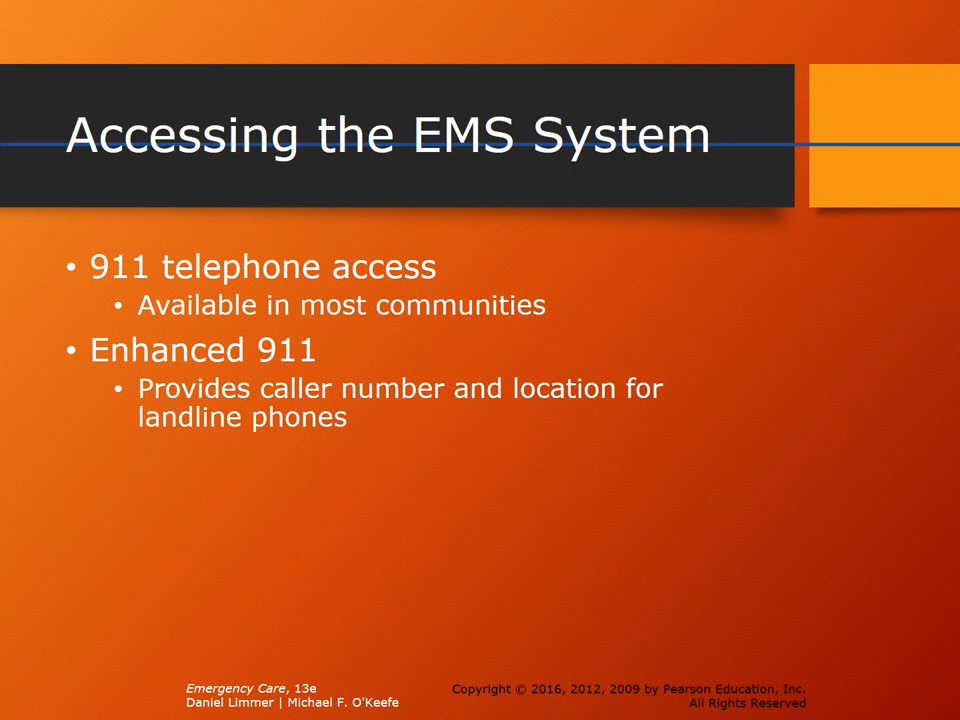 Accessing the EMS System
• 911 telephone access
• Available in most communities
• Enhanced 911
• Provides caller number and location for
landline phones
Emergency Care, 13e
Daniel Limmer | Michael F. O'Keefe
Copyright © 2016, 2012, 2009 by Pearson Education, Inc.
All Rights Reserved